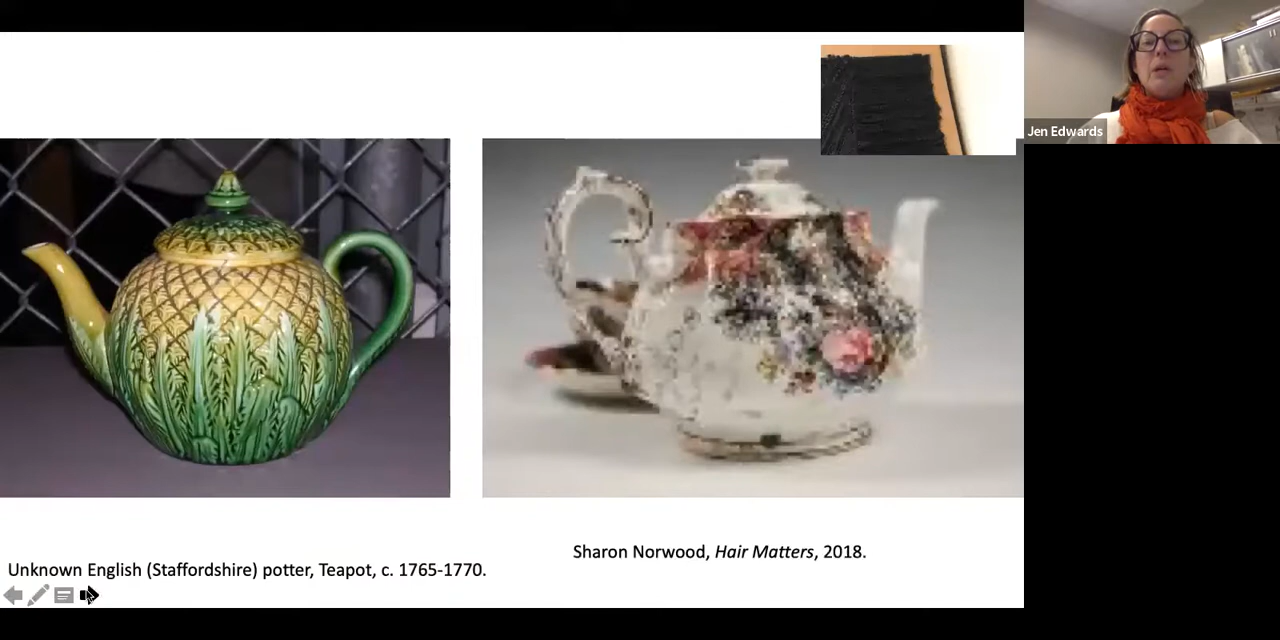 Jen Edwards
Sharon Norwood, Hair Matters, 2018.
Unknown English (Staffordshire) potter, Teapot, c. 1765-1770.